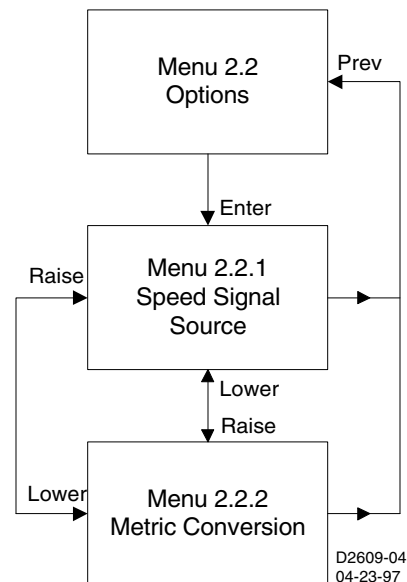 Menu 2.2
Options
Prev
Enter
Raise
Menu 2.2.1
Speed Signal
Source
Lower
Raise
Lower
Menu 2.2.2
Metric Conversion
D2609-04
04-23-97